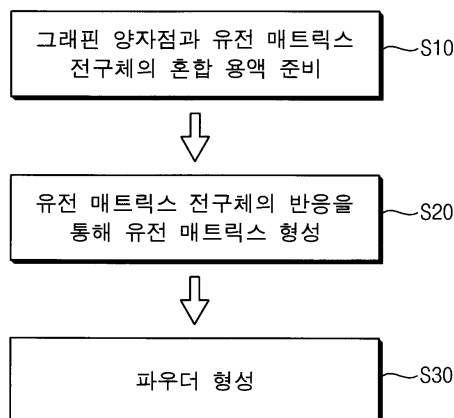 그래핀 양자점과 유전 매트릭스
전구체의 혼합 용액 준비
S10
유전 매트릭스 전구체의 반응을
통해 유전 매트릭스 형성
S20
파우더 형성
S30